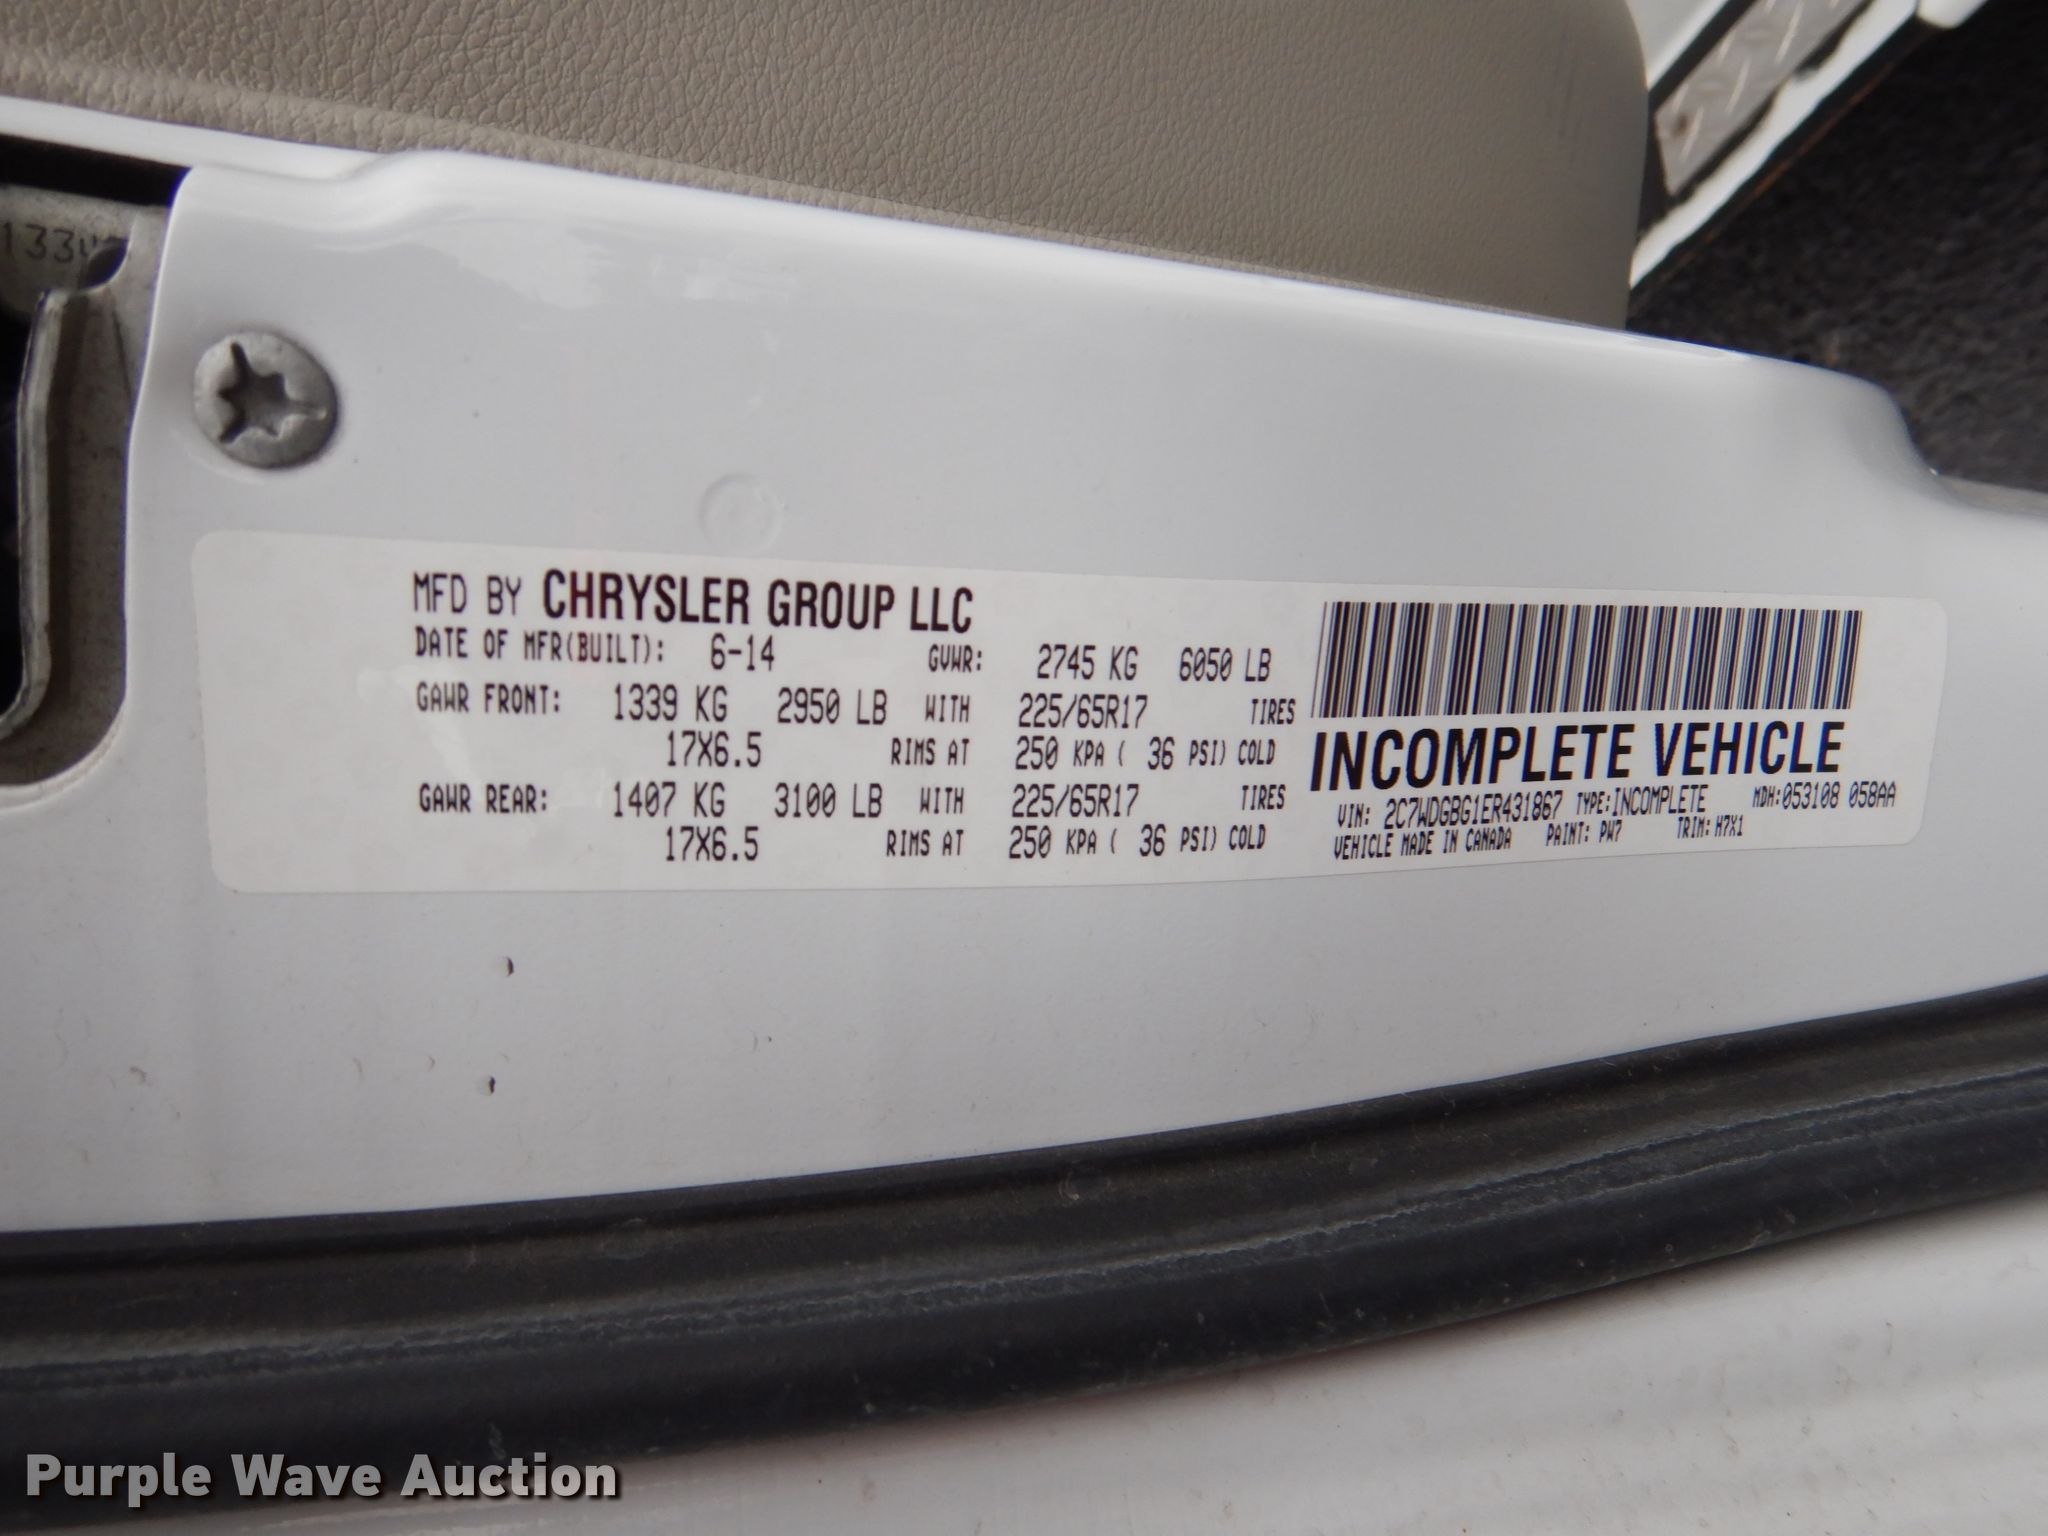 MFD BY CHRYSLER GROUP LLC
DATE OF MFR(BUILT): 6-14 GVWR: 2745 KG 6050 LB
GAWR FRONT: 1339 KG 2950 LB WITH 225/65R17 TIRES
17X6.5 RIMS AT 250 KPA ( 36 PSI) COLD
GAWR REAR: 1407 KG 3100 LB WITH 225/65R17 TIRES
17X6.5 RIMS AT 250 KPA ( 36 PSI) COLD
INCOMPLETE VEHICLE
VIN: 2C7WDGBG1ER431867 TYPE:INCOMPLETE MDH:053108 058AA
VEHICLE MADE IN CANADA PAINT: PW7 TRIM: H7X1
Purple Wave Auction